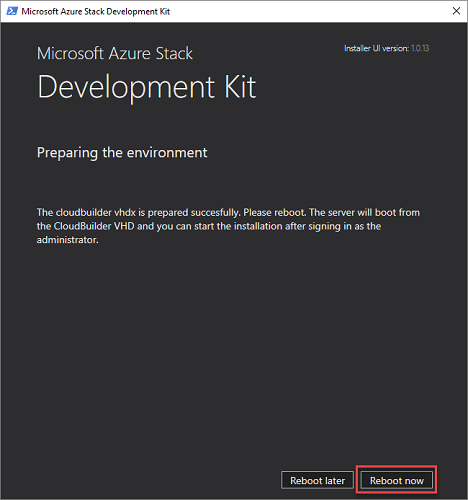 Microsoft Azure Stack Development Kit
Microsoft Azure Stack
Installer UI version: 1.0.13
Development Kit
Preparing the environment
The cloudbuilder vhdx is prepared succesfully. Please reboot. The server will boot from
the CloudBuilder VHD and you can start the installation after signing in as the
administrator.
Reboot later
Reboot now